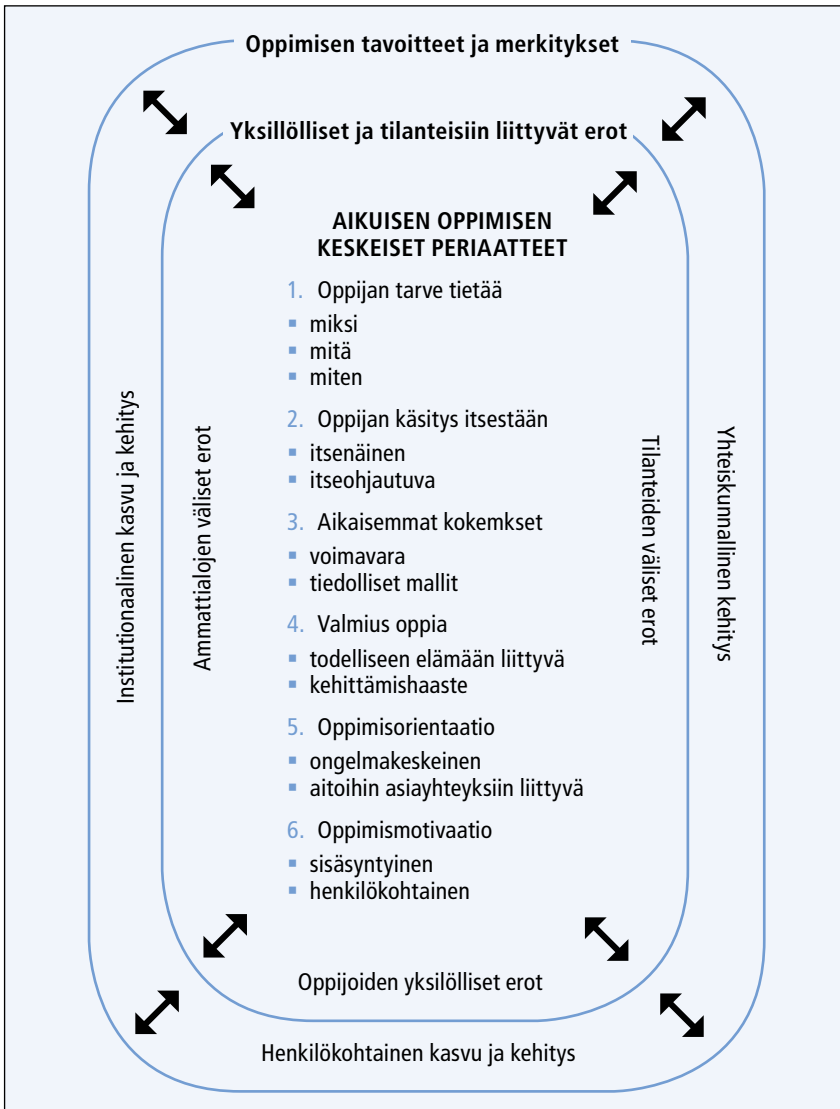 Oppimisen tavoitteet ja merkitykset
Yksillölliset ja tilanteisiin liittyvät erot
AIKUISEN OPPIMISEN
KESKEISET PERIAATTEET
1. Oppijan tarve tietää
▪ miksi
▪ mitä
▪ miten
2. Oppijan käsitys itsestään
▪ itsenäinen
▪ itseohjautuva
3. Aikaisemmat kokemkset
▪ voimavara
▪ tiedolliset mallit
4. Valmius oppia
▪ todelliseen elämään liittyvä
▪ kehittämishaaste
5. Oppimisorientaatio
▪ ongelmakeskeinen
▪ aitoihin asiayhteyksiin liittyvä
6. Oppimismotivaatio
▪ sisäsyntyinen
▪ henkilökohtainen
Institutionaalinen kasvu ja kehitys
Ammattialojen väliset erot
Tilanteiden väliset erot
Yhteiskunnallinen kehitys
Oppijoiden yksilölliset erot
Henkilökohtainen kasvu ja kehitys